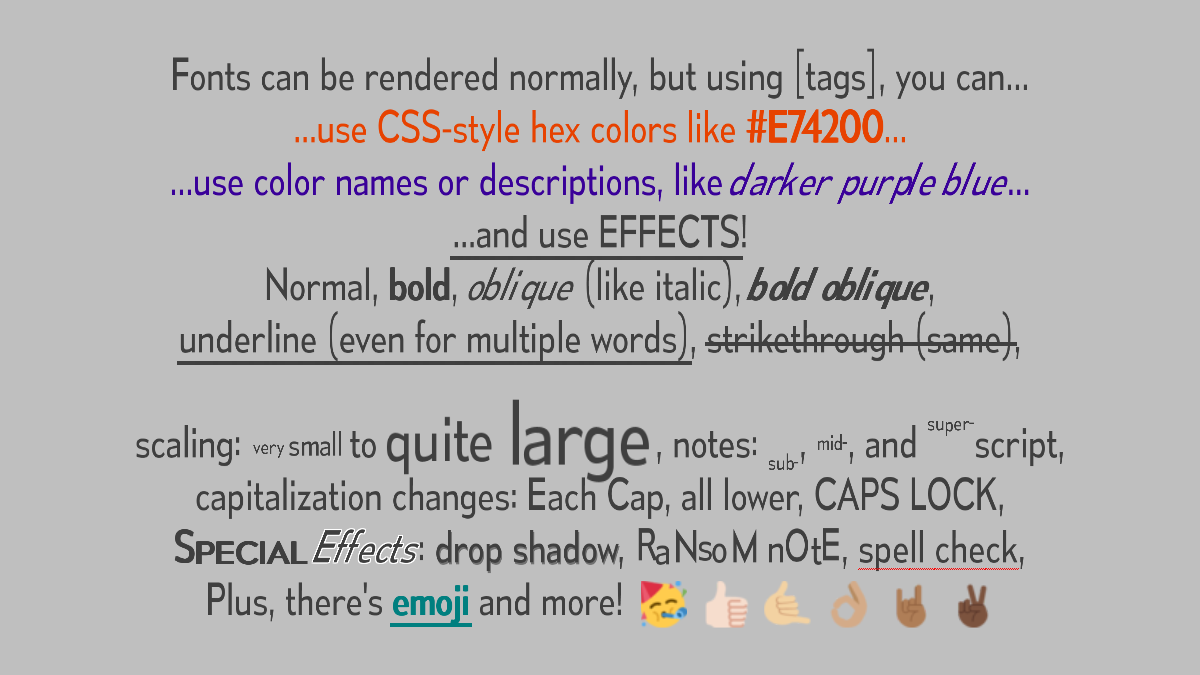 Fonts can be rendered normally, but using [tags], you can...
...use CSS-style hex colors like #E74200...
...use color names or descriptions, like darker purple blue...
...and use EFFECTS!
Normal, bold, oblique (like italic), bold oblique,
underline (even for multiple words), strikethrough (same),
scaling: very small to quite large, notes: sub-, mid-, and super-script,
capitalization changes: Each Cap, all lower, CAPS LOCK,
SPECIAL Effects: drop shadow, RaNsoM nOtE, spell check,
Plus, there's emoji and more! 🥳 👍🏻 🤙🏼 👌🏽 🤘🏾 ✌🏿